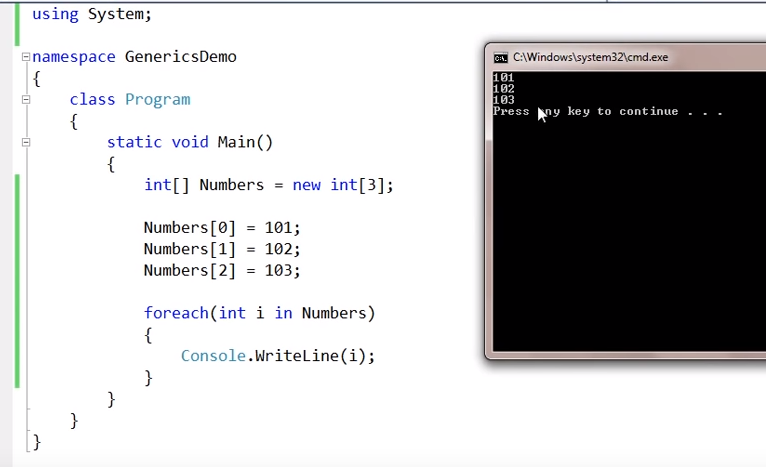 using System;
namespace GenericsDemo
{
class Program
{
static void Main()
{
int[] Numbers = new int[3];
Numbers[0] = 101;
Numbers[1] = 102;
Numbers[2] = 103;
foreach(int i in Numbers)
{
Console.WriteLine(i);
}
}
}
}
C:\Windows\system32\cmd.exe
101
102
103
Press any key to continue . . .